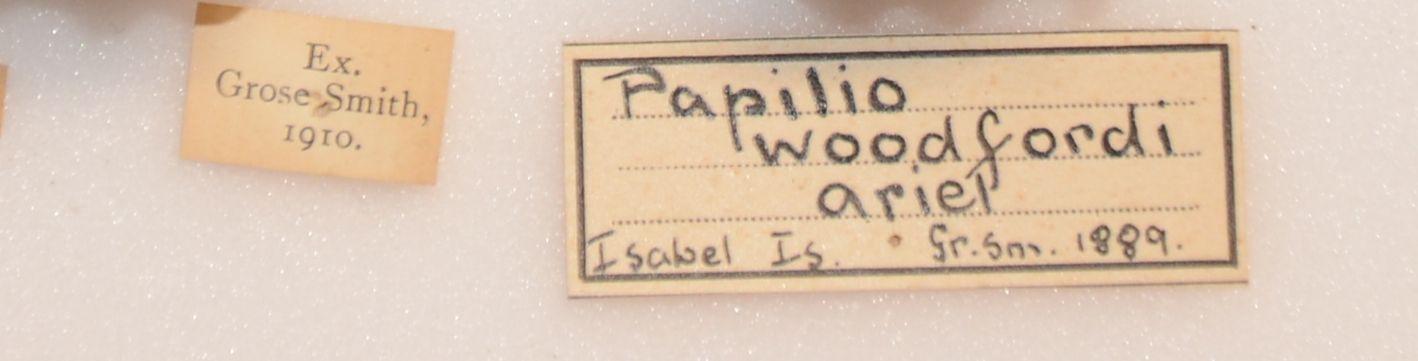 Ex.
Grose Smith,
1910.
Papilio
woodfordi
ariel
Isabel Is. Gr. Sm. 1889.